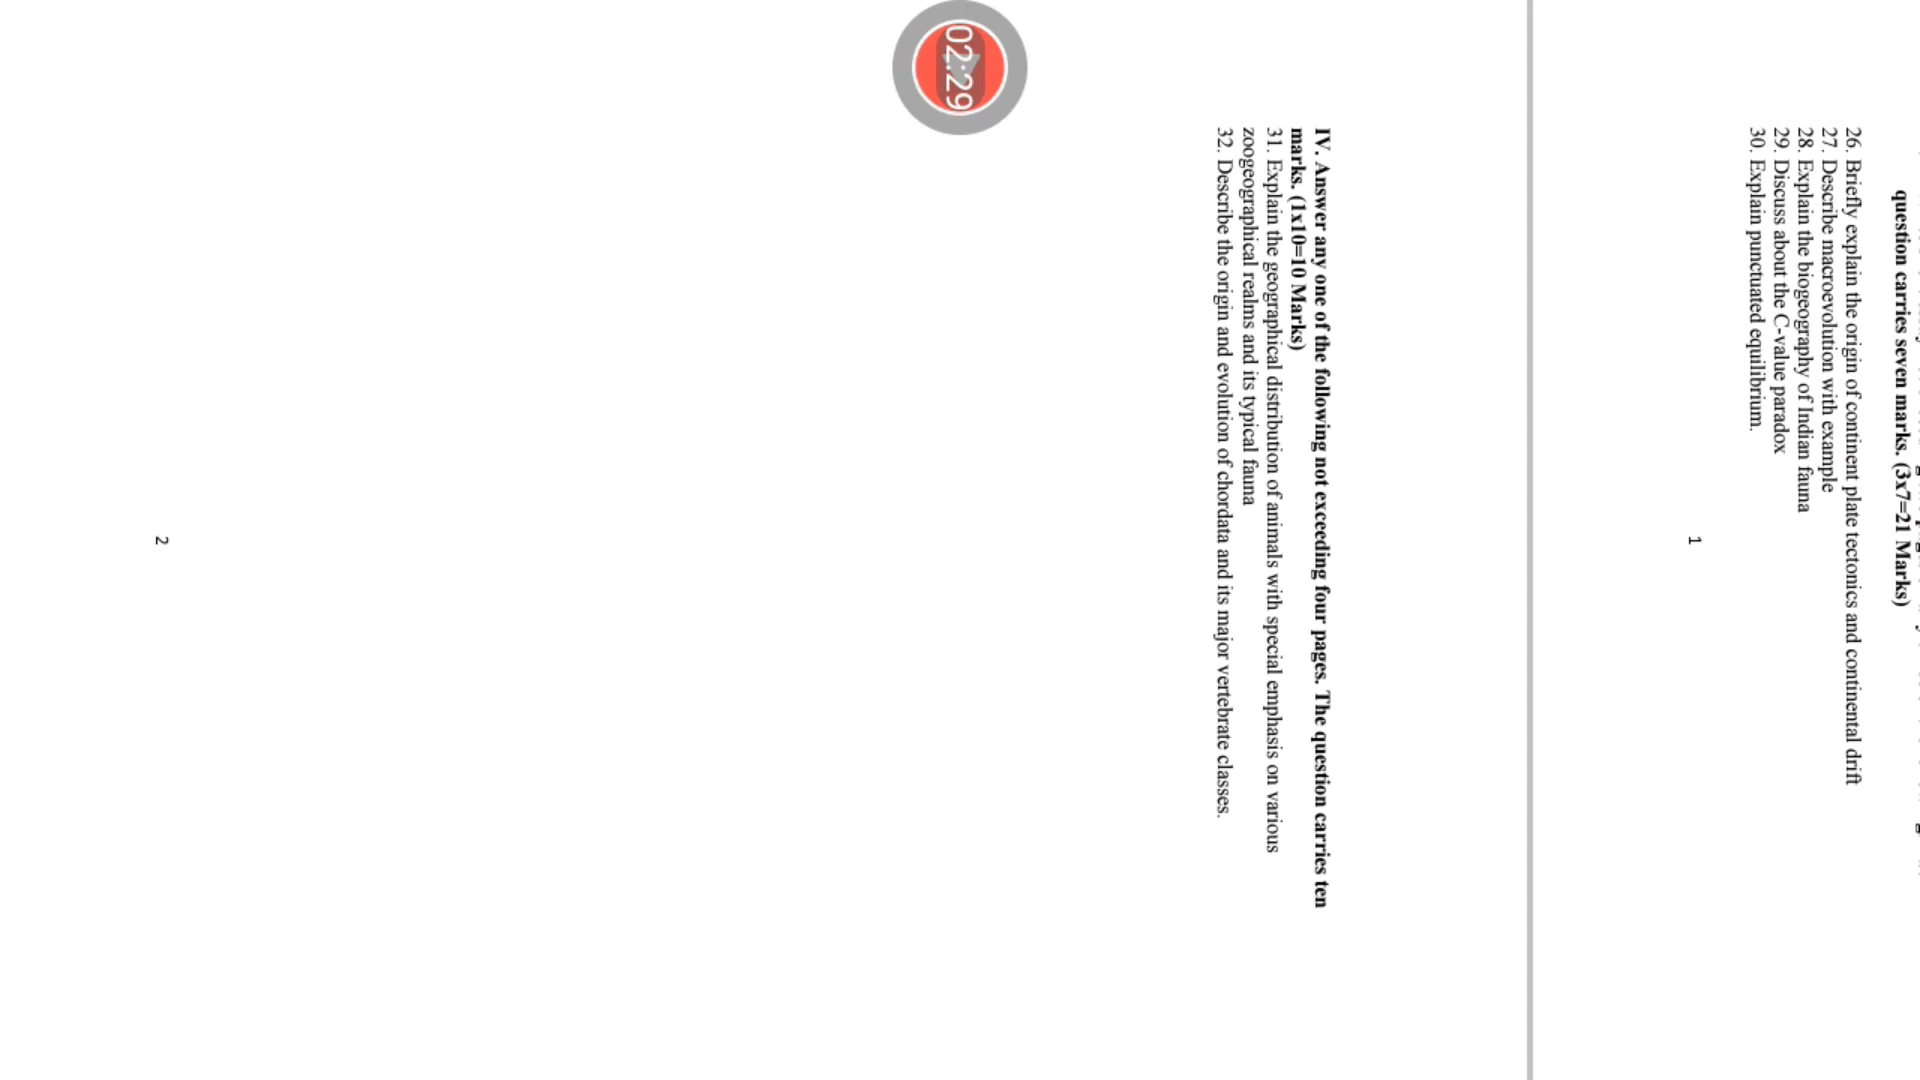 question carries seven marks. (3x7=21 Marks)
26. Briefly explain the origin of continent plate tectonics and continental drift
27. Describe macroevolution with example
28. Explain the biogeography of Indian fauna
29. Discuss about the C-value paradox
30. Explain punctuated equilibrium.
1
IV. Answer any one of the following not exceeding four pages. The question carries ten
marks. (1x10=10 Marks)
31. Explain the geographical distribution of animals with special emphasis on various
zoogeographical realms and its typical fauna
32. Describe the origin and evolution of chordata and its major vertebrate classes.
2
02:29